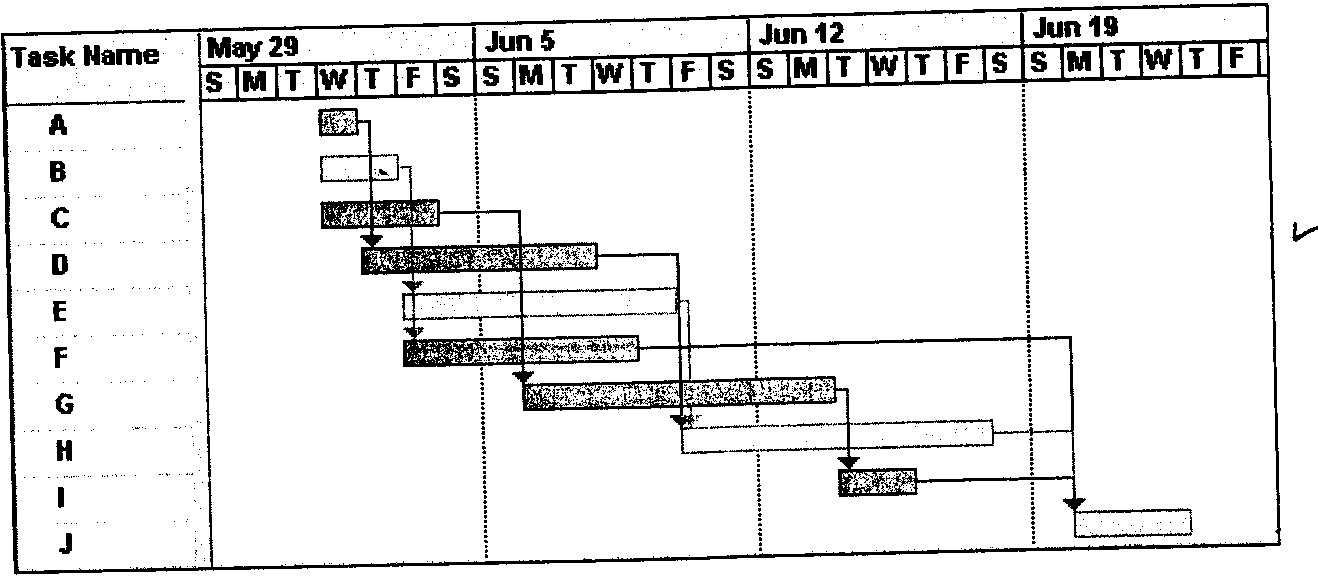 Task Name
May 29 Jun 5 Jun 12 Jun 19
S M T W T F S S M T W T F S S M T W T F S S M T W T F
A
B
C
D
E
F
G
H
I
J